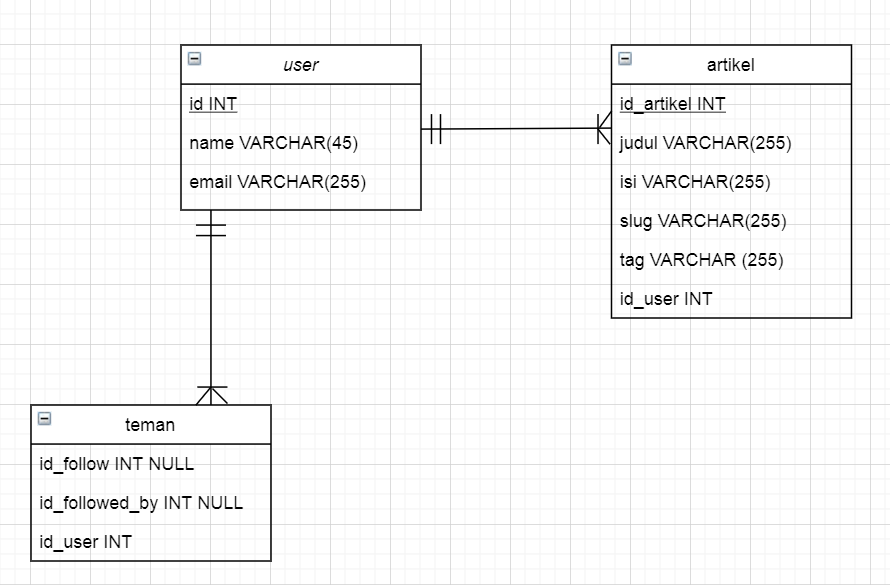 user
id INT
name VARCHAR(45)
email VARCHAR(255)
artikel
id_artikel INT
judul VARCHAR(255)
isi VARCHAR(255)
slug VARCHAR(255)
tag VARCHAR (255)
id_user INT
teman
id_follow INT NULL
id_followed_by INT NULL
id_user INT